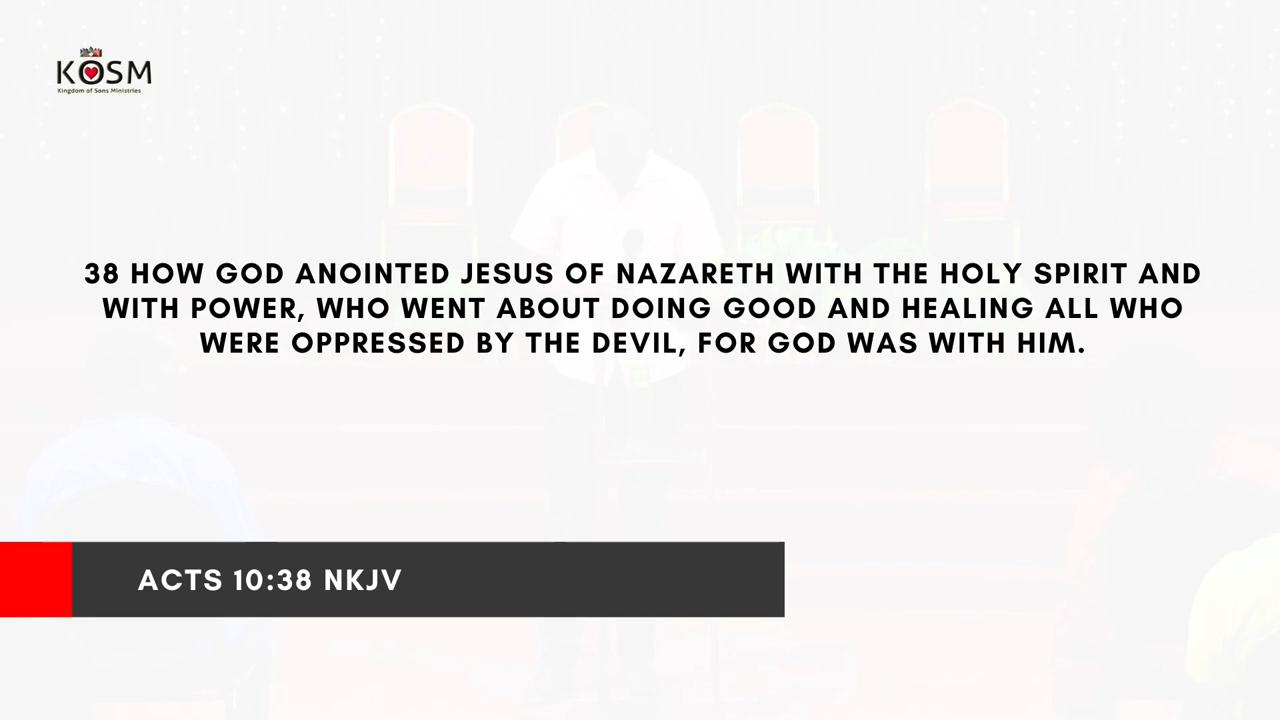 KOSM
Kingdom of Sons Ministries
38 HOW GOD ANOINTED JESUS OF NAZARETH WITH THE HOLY SPIRIT AND
WITH POWER, WHO WENT ABOUT DOING GOOD AND HEALING ALL WHO
WERE OPPRESSED BY THE DEVIL, FOR GOD WAS WITH HIM.
ACTS 10:38 NKJV